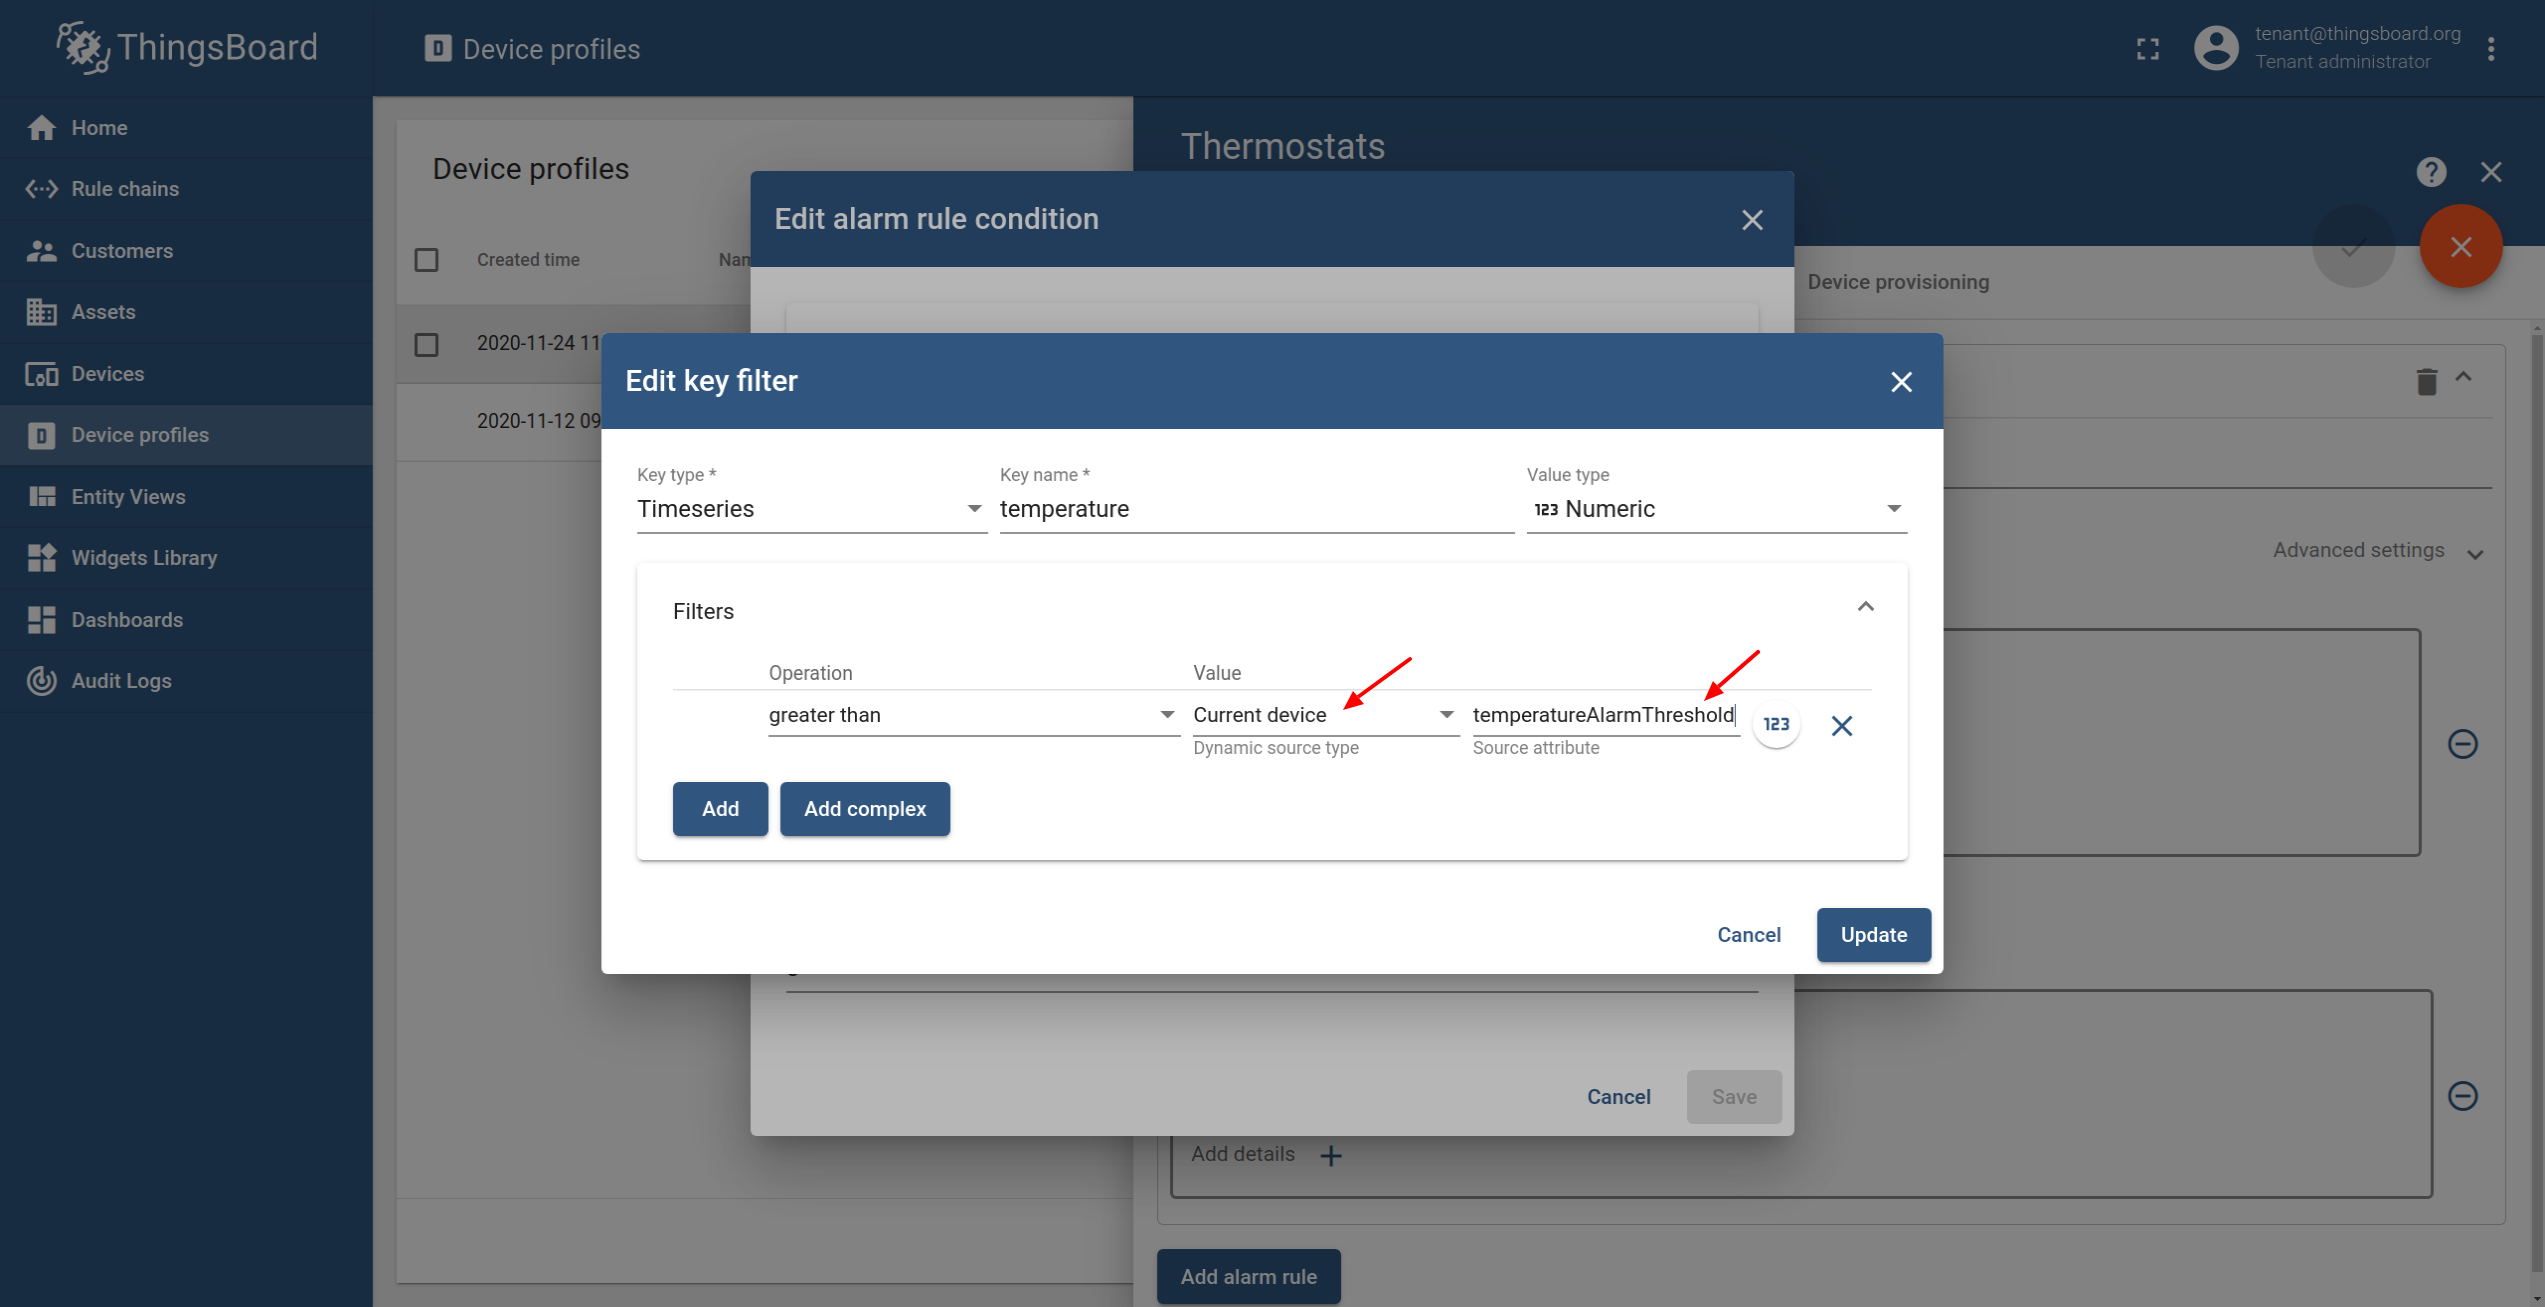 ThingsBoard
Device profiles
tenant@thingsboard.org
Tenant administrator
Home
Rule chains
Customers
Assets
Devices
Device profiles
Entity Views
Widgets Library
Dashboards
Audit Logs
Device profiles
Created time
2020-11-24 11
2020-11-12 09
Thermostats
Device provisioning
Advanced settings
Edit alarm rule condition
Edit key filter
Key type * Key name * Value type
Timeseries temperature 123 Numeric
Filters
Operation Value
greater than Current device temperatureAlarmThreshold 123
Dynamic source type Source attribute
Add Add complex
Cancel Update
Cancel Save
Add details
Add alarm rule